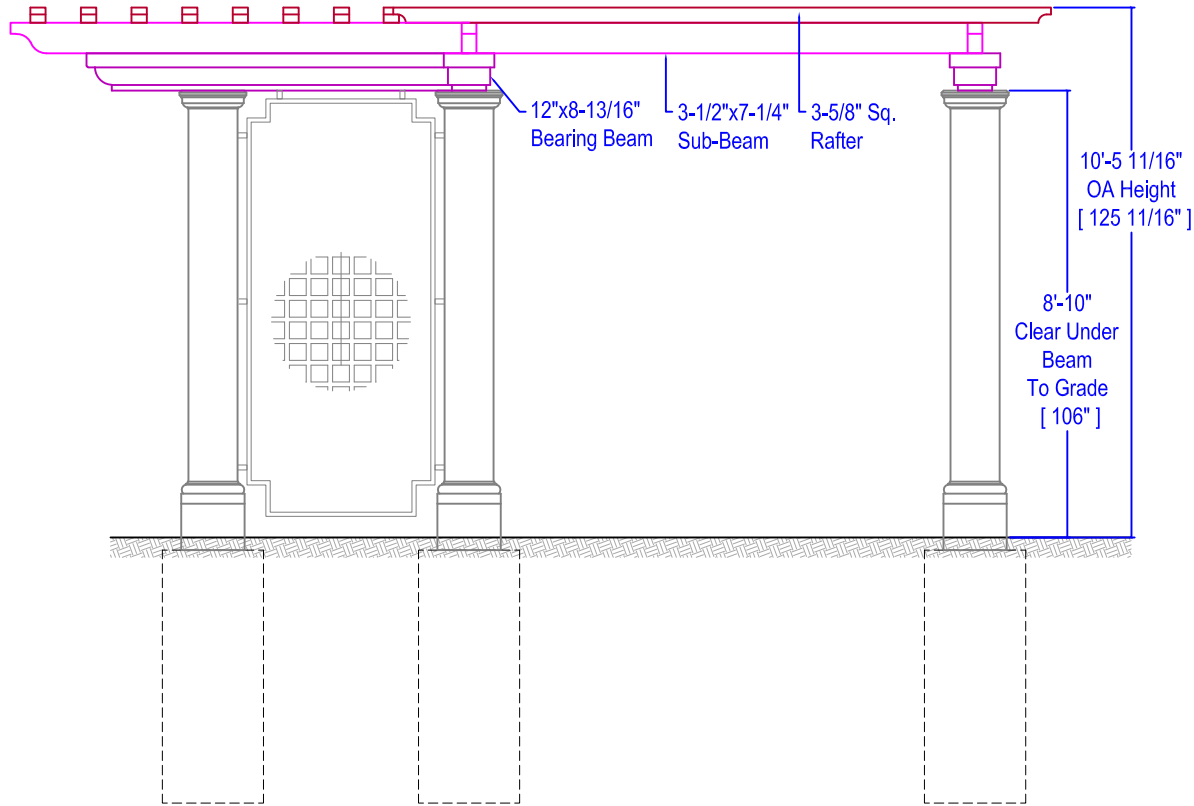 12"x8-13/16"
Bearing Beam
3-1/2"x7-1/4"
Sub-Beam
3-5/8" Sq.
Rafter
10'-5 11/16"
OA Height
[ 125 11/16" ]
8'-10"
Clear Under
Beam
To Grade
[ 106" ]